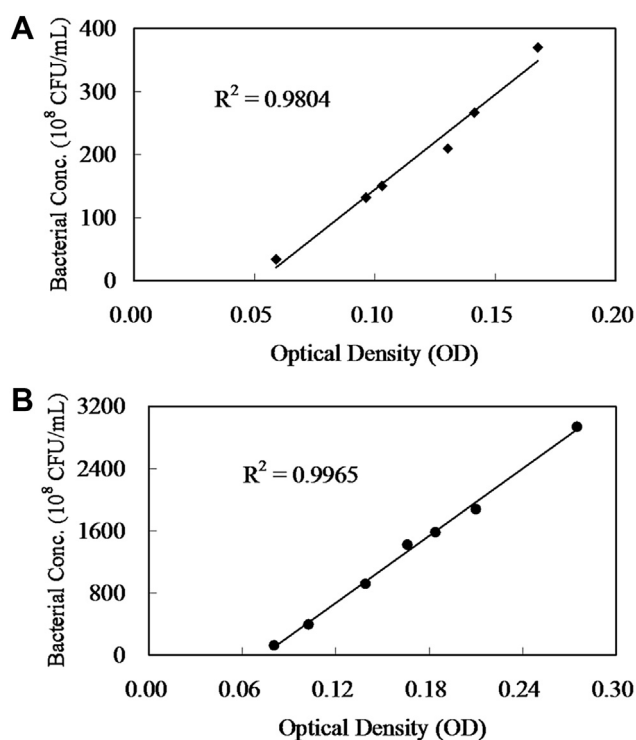 A
400
300
200
100
0
R² = 0.9804
Bacterial Conc. (10⁸ CFU/mL)
0.00 0.05 0.10 0.15 0.20
Optical Density (OD)
B
3200
2400
1600
800
0
R² = 0.9965
Bacterial Conc. (10⁸ CFU/mL)
0.00 0.06 0.12 0.18 0.24 0.30
Optical Density (OD)